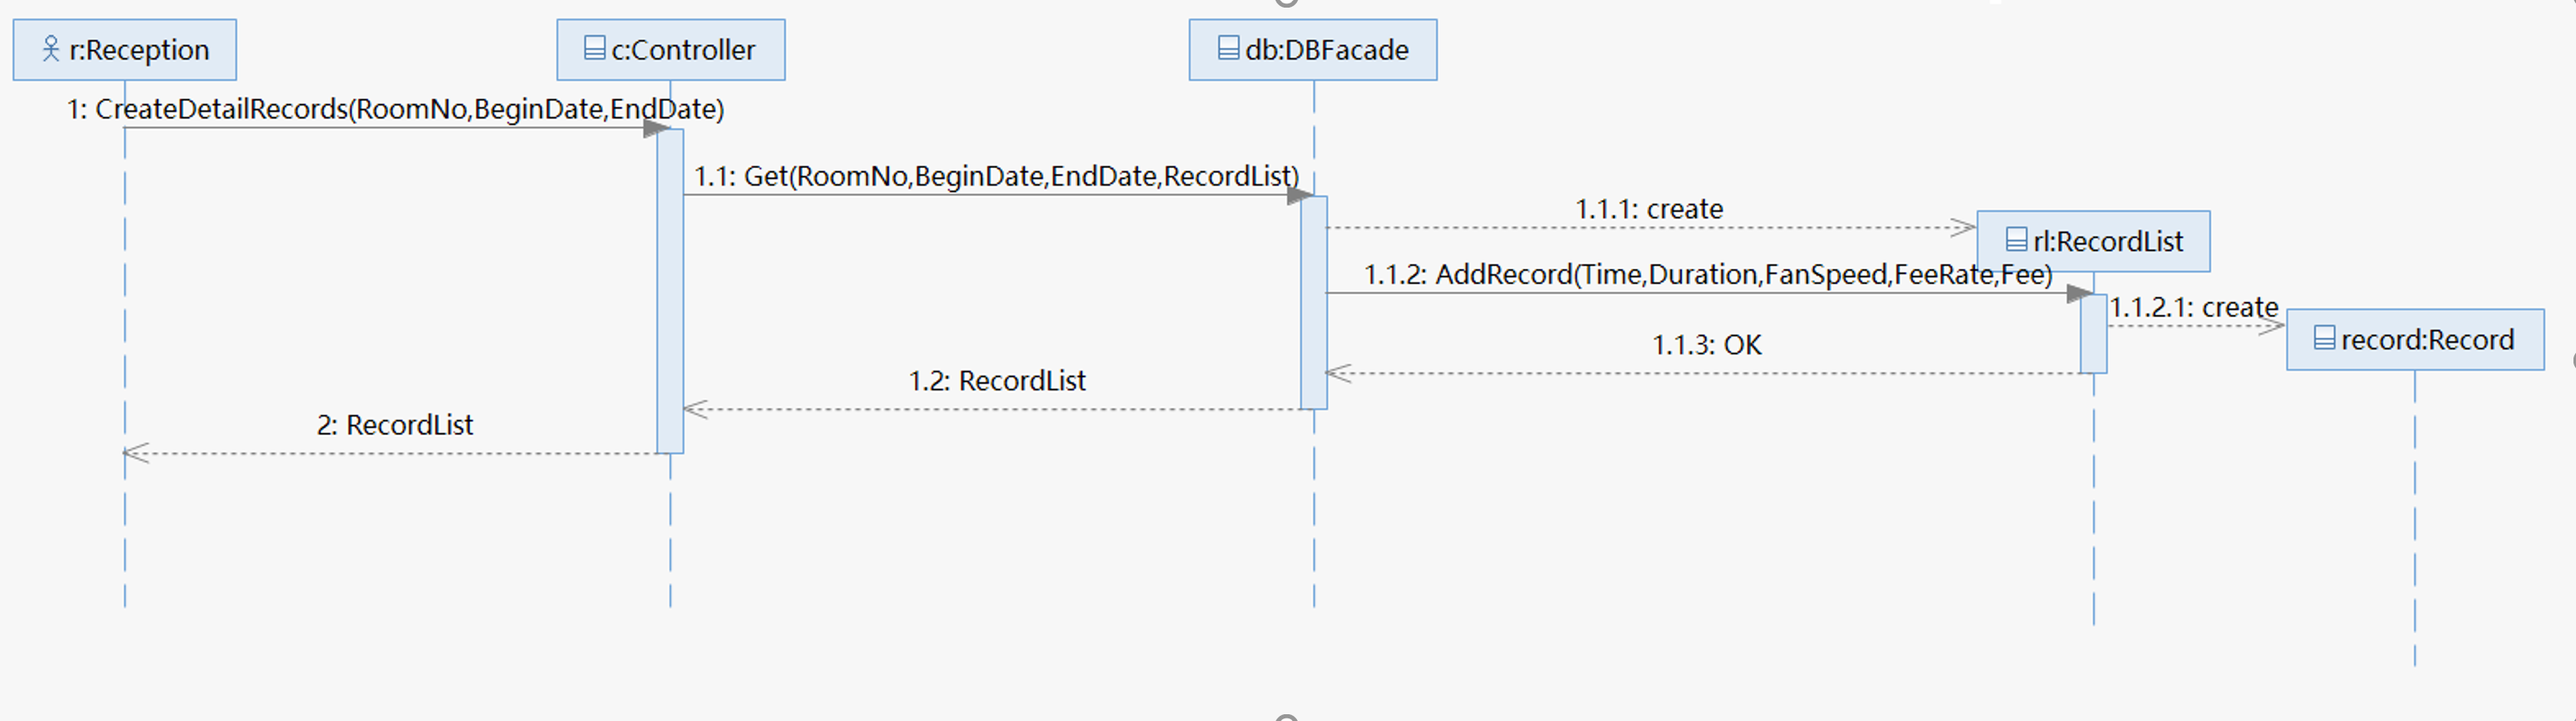 r:Reception
c:Controller
db:DBFacade
1: CreateDetailRecords(RoomNo,BeginDate,EndDate)
1.1: Get(RoomNo,BeginDate,EndDate,RecordList)
1.1.1: create
rl:RecordList
1.1.2: AddRecord(Time,Duration,FanSpeed,FeeRate,Fee)
1.1.2.1: create
record:Record
1.1.3: OK
1.2: RecordList
2: RecordList